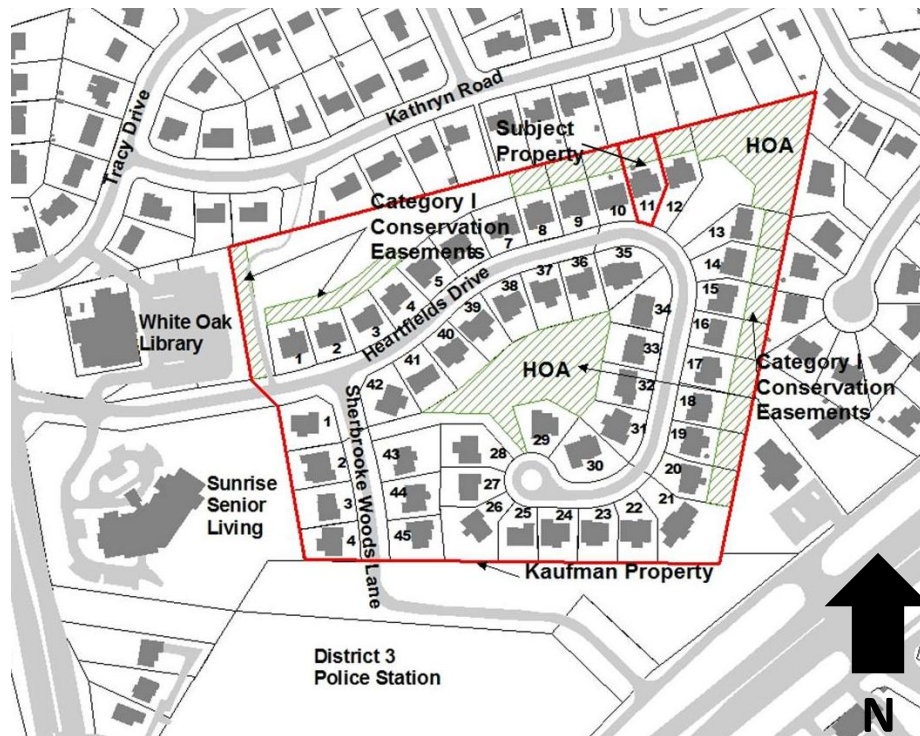 Kathryn Road
Tracy Drive
Subject
Property
HOA
Category I
Conservation
Easements
10
11
12
9
8
7
5
4
3
2
1
13
14
15
16
17
18
19
20
21
35
36
37
38
39
40
41
42
34
33
32
31
30
29
28
27
26
25
24
23
22
Heartfields Drive
White Oak
Library
HOA
Category I
Conservation
Easements
Sherbrooke Woods Lane
1
2
3
4
43
44
45
Sunrise
Senior
Living
Kaufman Property
District 3
Police Station
N